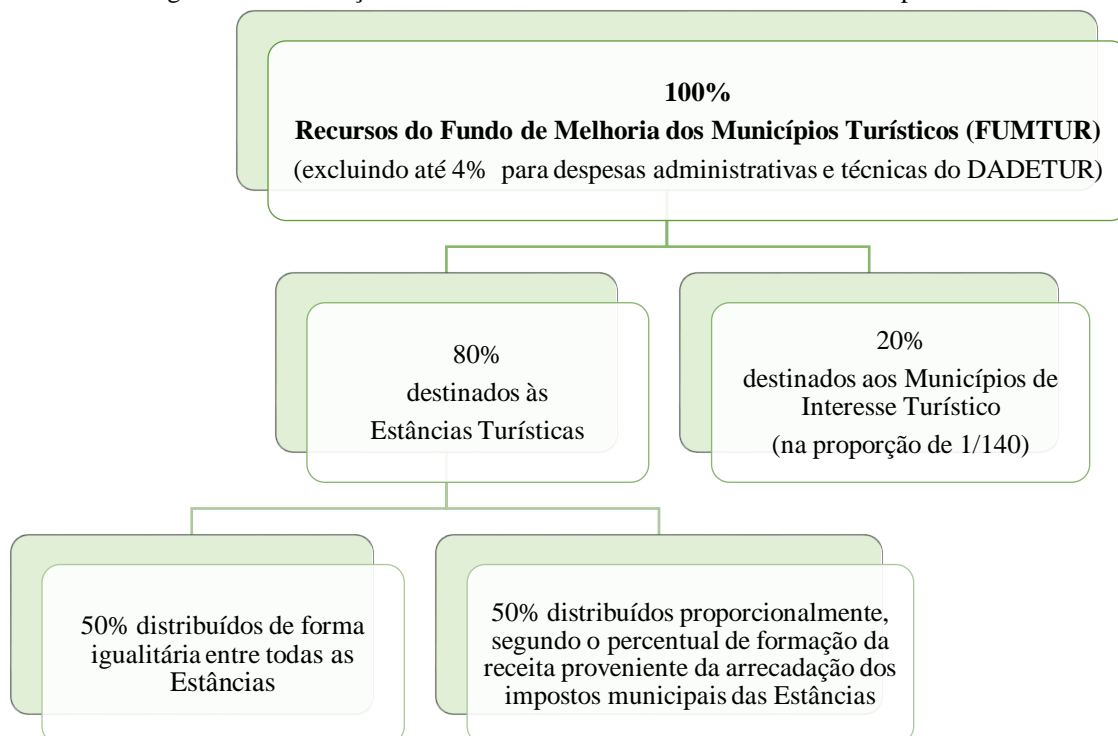 100%
Recursos do Fundo de Melhoria dos Municípios Turísticos (FUMTUR)
(excluindo até 4% para despesas administrativas e técnicas do DADETUR)
80%
destinados às
Estâncias Turísticas
20%
destinados aos Municípios de
Interesse Turístico
(na proporção de 1/140)
50% distribuídos de forma
igualitária entre todas as
Estâncias
50% distribuídos proporcionalmente,
segundo o percentual de formação da
receita proveniente da arrecadação dos
impostos municipais das Estâncias